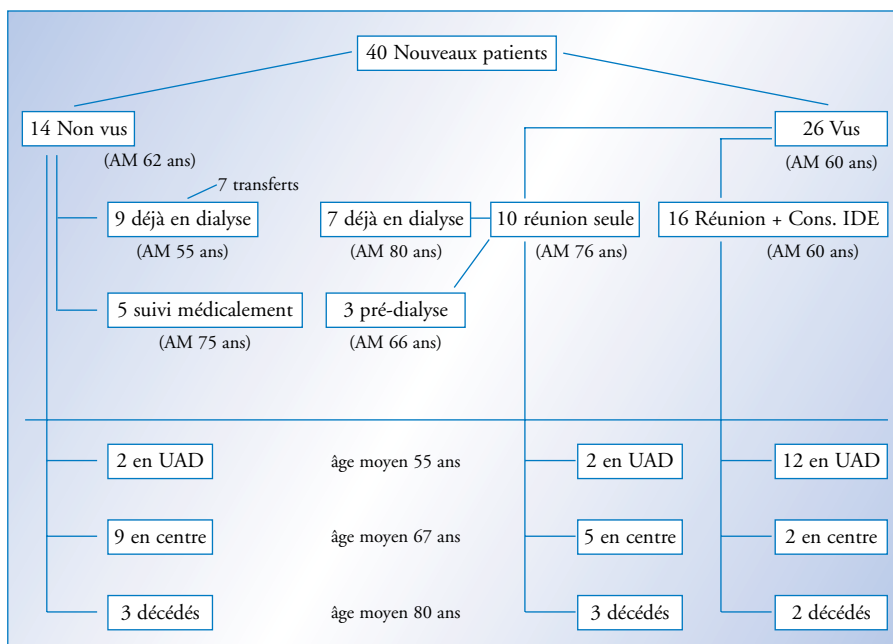 40 Nouveaux patients
14 Non vus
26 Vus
(AM 62 ans)
(AM 60 ans)
7 transferts
9 déjà en dialyse
7 déjà en dialyse
10 réunion seule
16 Réunion + Cons. IDE
(AM 55 ans)
(AM 80 ans)
(AM 76 ans)
(AM 60 ans)
5 suivi médicalement
3 pré-dialyse
(AM 75 ans)
(AM 66 ans)
2 en UAD
âge moyen 55 ans
2 en UAD
12 en UAD
9 en centre
âge moyen 67 ans
5 en centre
2 en centre
3 décédés
âge moyen 80 ans
3 décédés
2 décédés